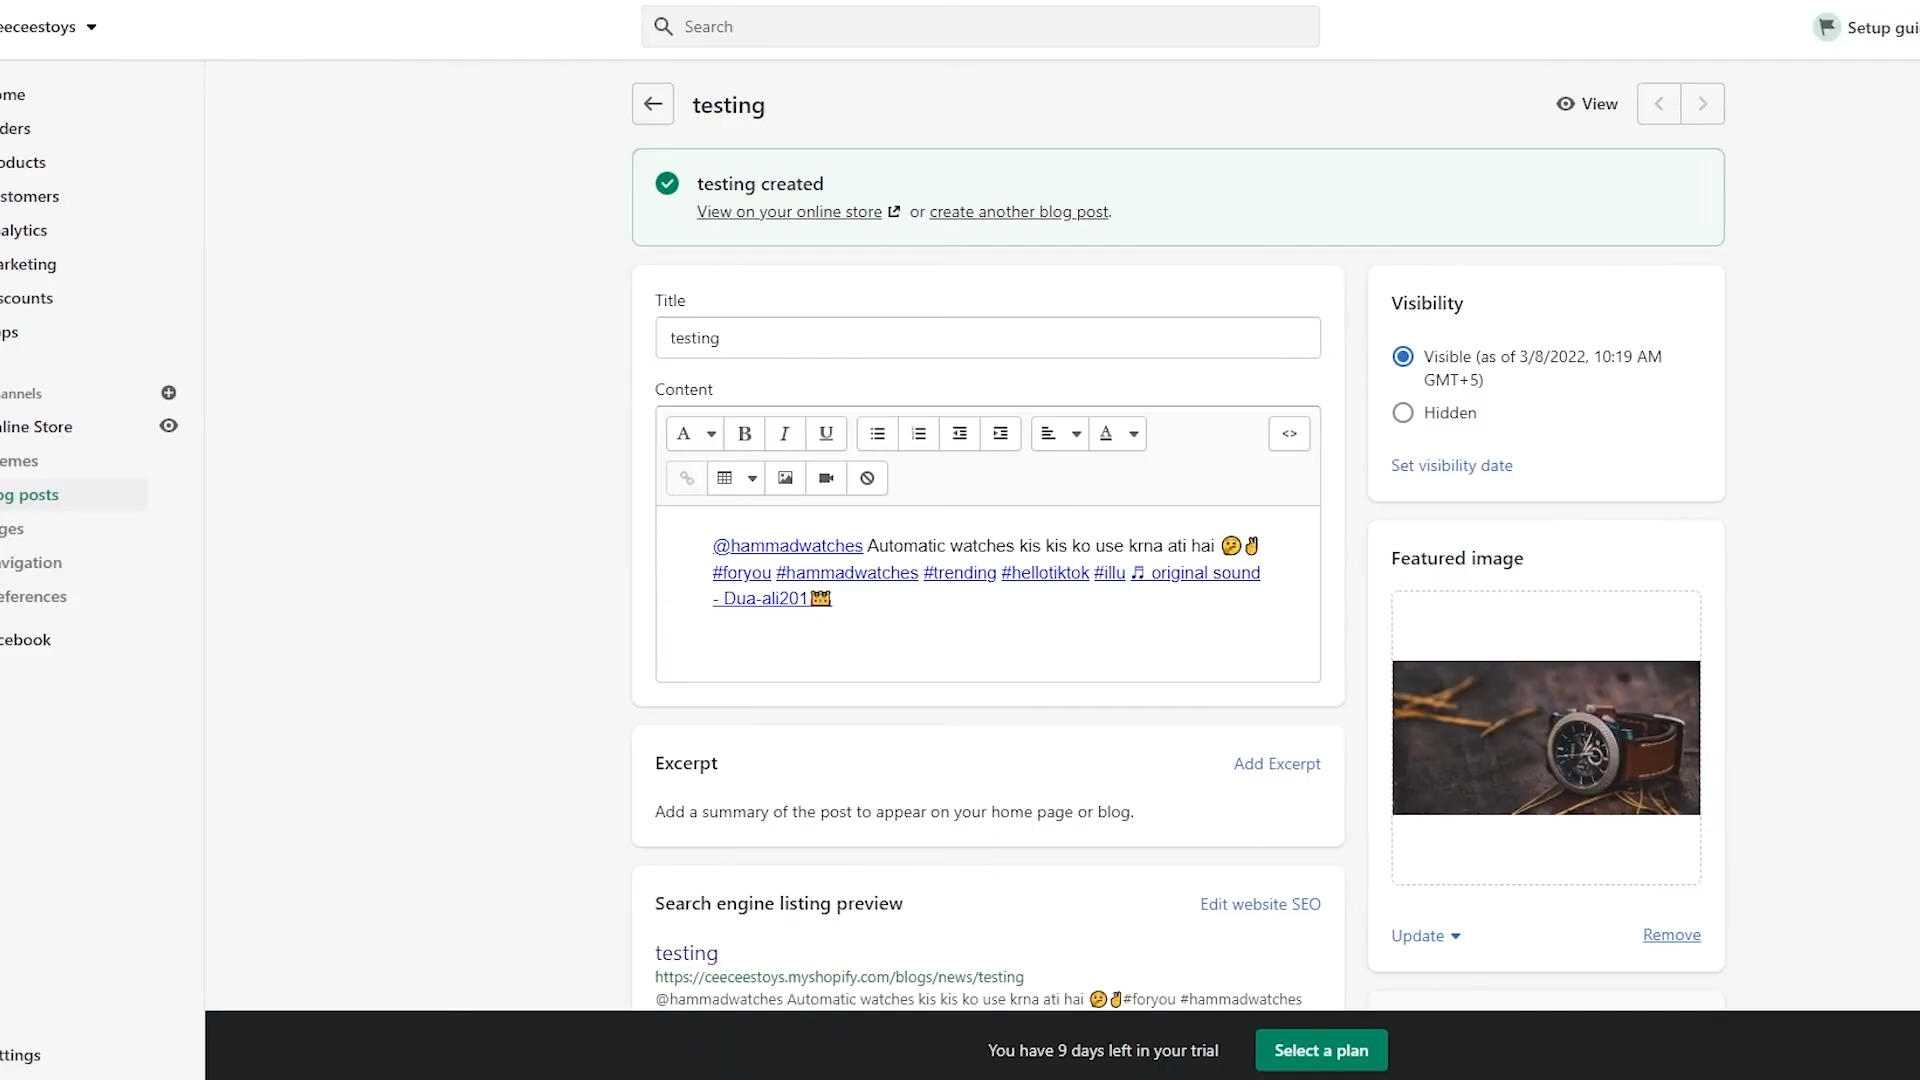 eeceestoys
Search
Setup gui
ome
ders
oducts
stomers
alytics
arketing
scounts
ps
annels
line Store
emes
og posts
ges
vigation
eferences
cebook
ttings
testing
View
testing created
View on your online store or create another blog post.
Title
testing
Content
A B I U A <>
@hammadwatches Automatic watches kis kis ko use krna ati hai 🤔✌
#foryou #hammadwatches #trending #hellotiktok #illu ♬ original sound
- Dua-ali201👑
Excerpt
Add Excerpt
Add a summary of the post to appear on your home page or blog.
Search engine listing preview
Edit website SEO
testing
https://ceeceestoys.myshopify.com/blogs/news/testing
@hammadwatches Automatic watches kis kis ko use krna ati hai 🤔✌#foryou #hammadwatches
Visibility
Visible (as of 3/8/2022, 10:19 AM
GMT+5)
Hidden
Set visibility date
Featured image
Update
Remove
You have 9 days left in your trial
Select a plan